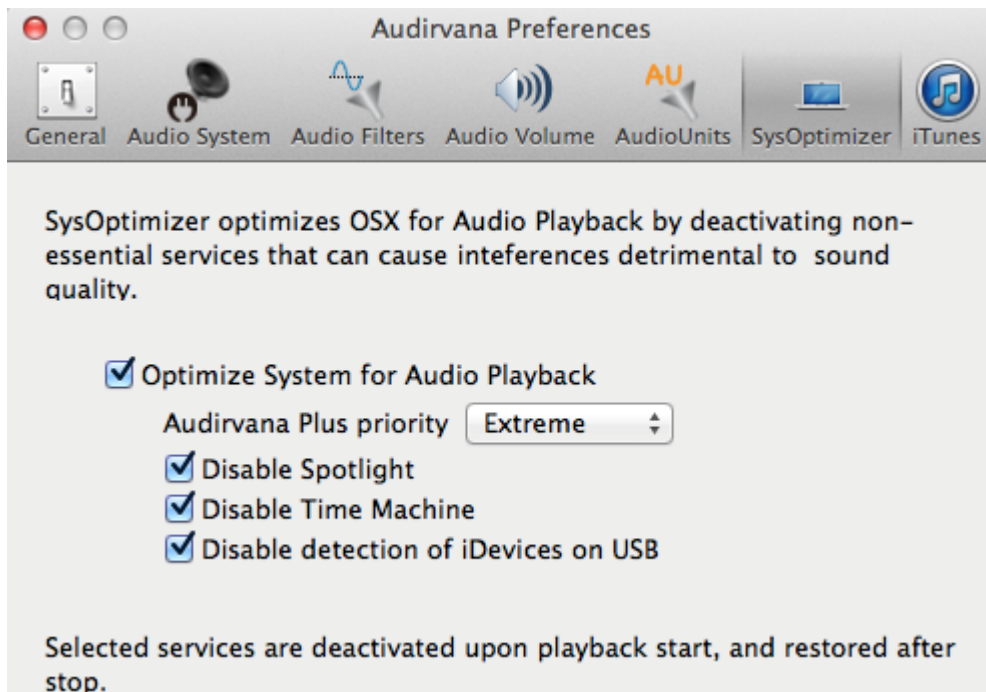 Audirvana Preferences
AU
General Audio System Audio Filters Audio Volume AudioUnits SysOptimizer iTunes
SysOptimizer optimizes OSX for Audio Playback by deactivating non-
essential services that can cause inteferences detrimental to sound
quality.
Optimize System for Audio Playback
Audirvana Plus priority Extreme
Disable Spotlight
Disable Time Machine
Disable detection of iDevices on USB
Selected services are deactivated upon playback start, and restored after
stop.